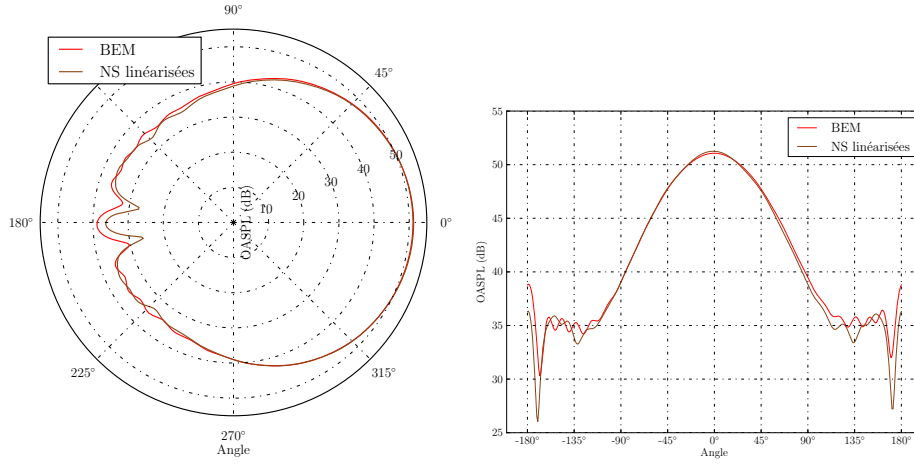 90°
BEM
NS linéarisées
45°
50
40
30
20
10
OASPL (dB)
180°
0°
225°
315°
270°
Angle
55
50
45
40
35
30
25
OASPL (dB)
BEM
NS linéarisées
-180° -135° -90° -45° 0° 45° 90° 135° 180°
Angle